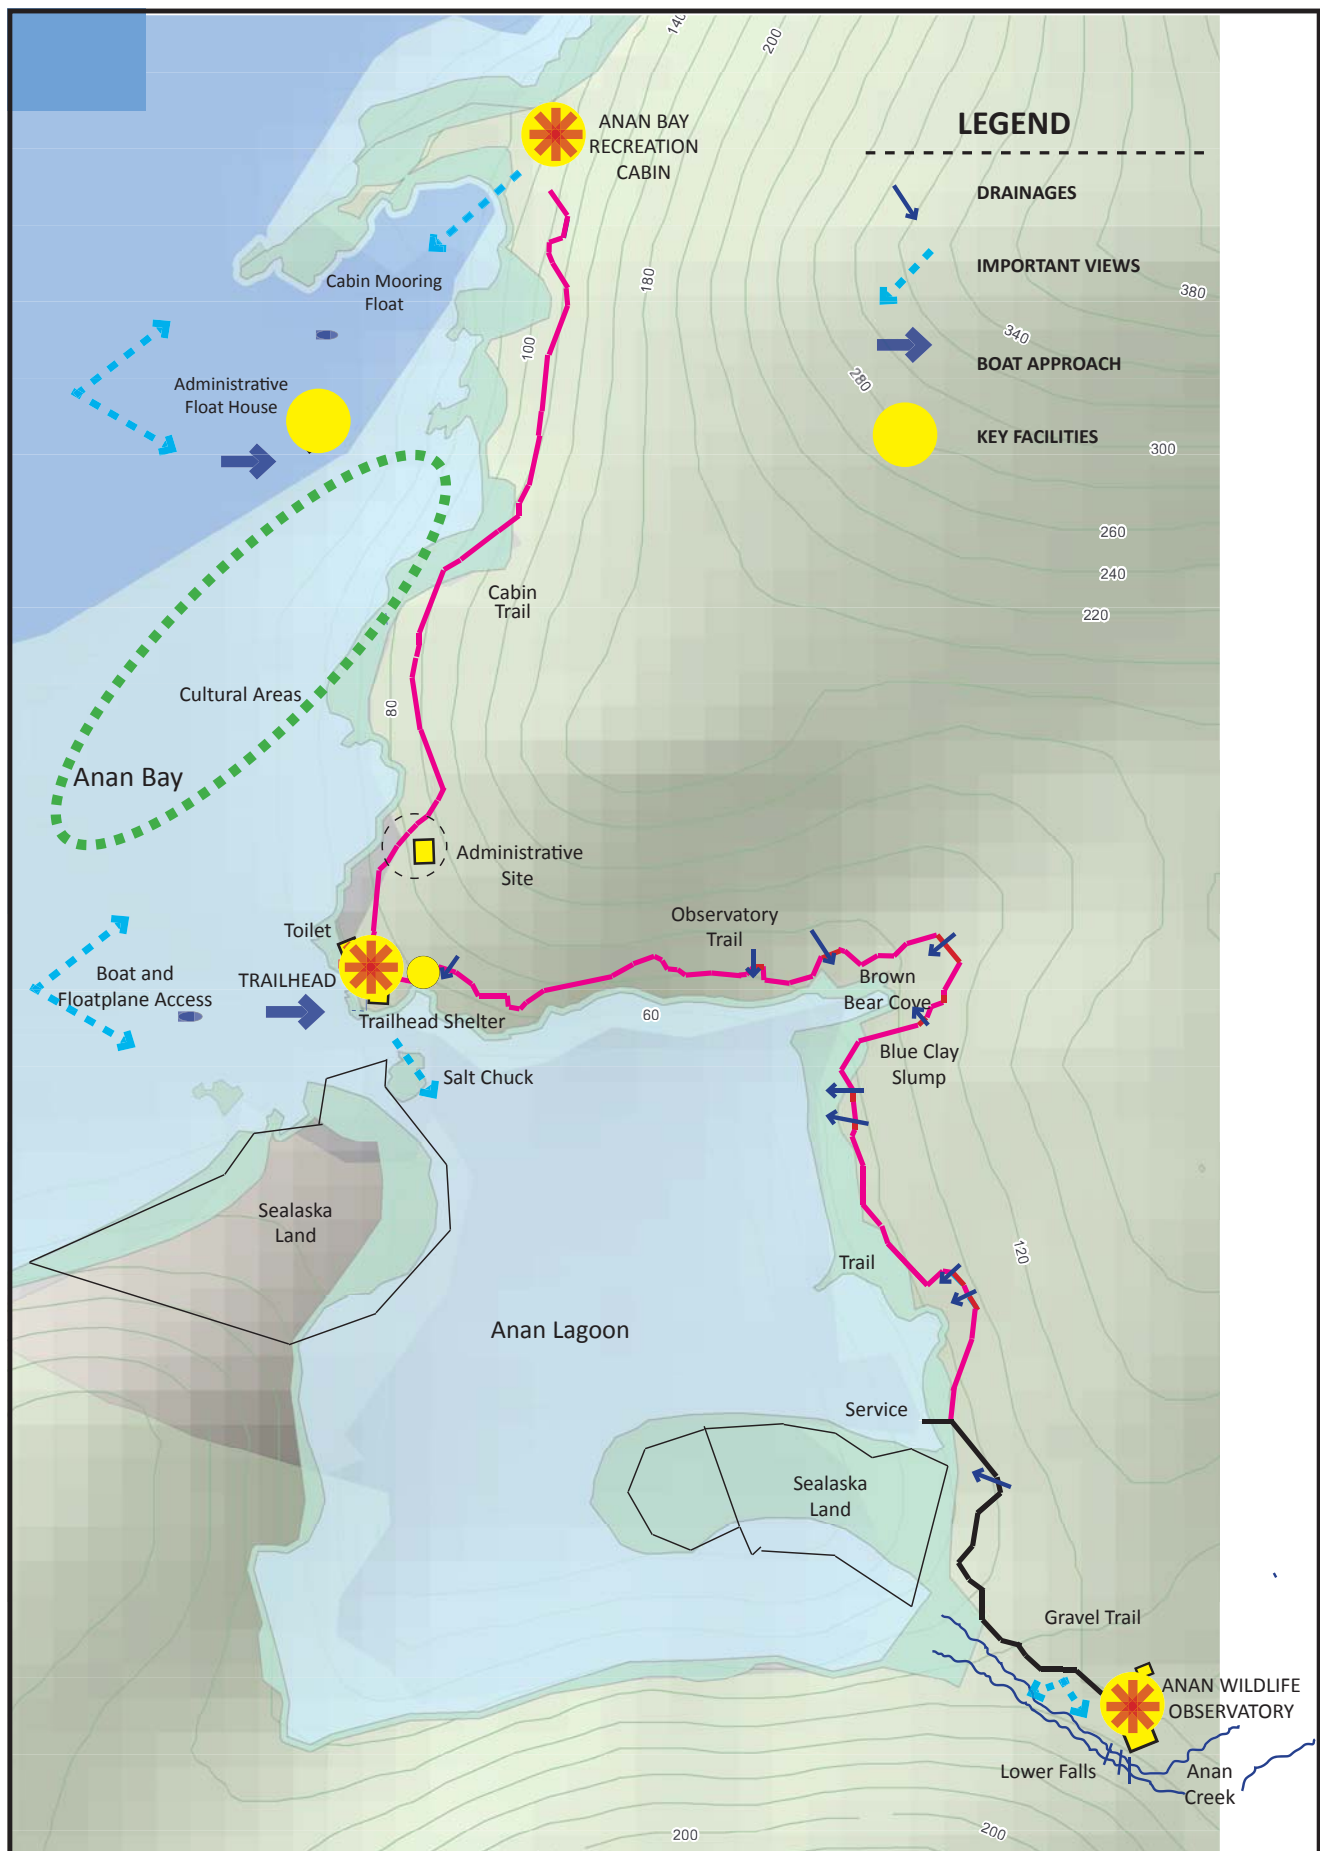 140
200
ANAN BAY
RECREATION
CABIN
LEGEND
DRAINAGES
IMPORTANT VIEWS
BOAT APPROACH
KEY FACILITIES
Cabin Mooring
Float
180
380
340
280
100
Administrative
Float House
300
260
240
220
Cabin
Trail
Cultural Areas
80
Anan Bay
Administrative
Site
Observatory
Trail
Toilet
TRAILHEAD
Boat and
Floatplane Access
Brown
Bear Cove
Trailhead Shelter
60
Blue Clay
Slump
Salt Chuck
Sealaska
Land
Trail
120
Anan Lagoon
Service
Sealaska
Land
Gravel Trail
ANAN WILDLIFE
OBSERVATORY
Lower Falls
Anan
Creek
200
200